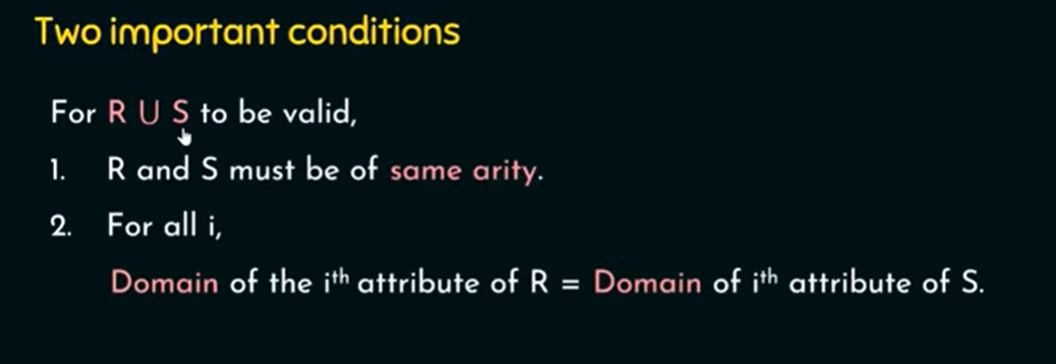 Two important conditions
For R U S to be valid,
1. R and S must be of same arity.
2. For all i,
Domain of the iᵗʰ attribute of R = Domain of iᵗʰ attribute of S.